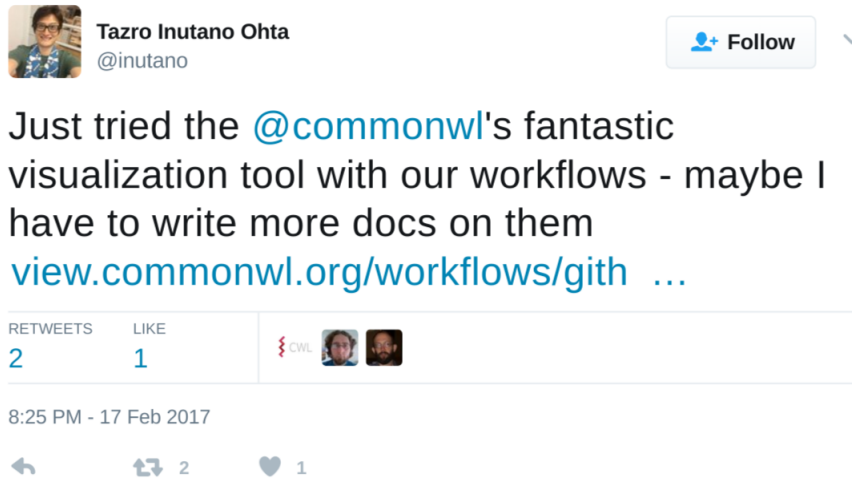 Tazro Inutano Ohta
@inutano
Follow
Just tried the @commonwl's fantastic
visualization tool with our workflows - maybe I
have to write more docs on them
view.commonwl.org/workflows/gith …
RETWEETS LIKE
2 1
CWL
8:25 PM - 17 Feb 2017
2 1